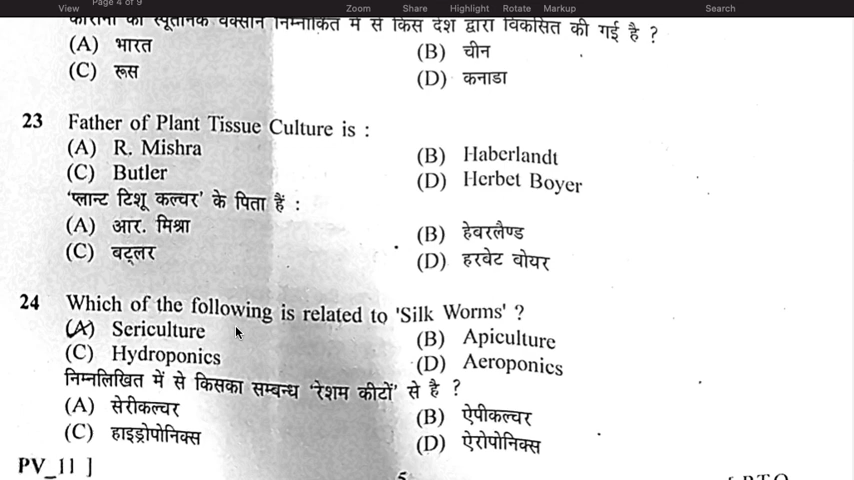 View Page 4 of 9 Zoom Share Highlight Rotate Markup Search
कोरोना की स्पूतनिक वैक्सीन निम्नांकित में से किस देश द्वारा विकसित की गई है ?
(A) भारत (B) चीन
(C) रूस (D) कनाडा
23 Father of Plant Tissue Culture is :
(A) R. Mishra (B) Haberlandt
(C) Butler (D) Herbet Boyer
'प्लान्ट टिशू कल्चर' के पिता हैं :
(A) आर. मिश्रा (B) हेबरलैण्ड
(C) बट्लर (D) हरवेट वोयर
24 Which of the following is related to 'Silk Worms' ?
(A) Sericulture (B) Apiculture
(C) Hydroponics (D) Aeroponics
निम्नलिखित में से किसका सम्बन्ध 'रेशम कीटों' से है ?
(A) सेरीकल्चर (B) ऐपीकल्चर
(C) हाइड्रोपोनिक्स (D) ऐरोपोनिक्स
PV_11 ] 5 [ P.T.O.